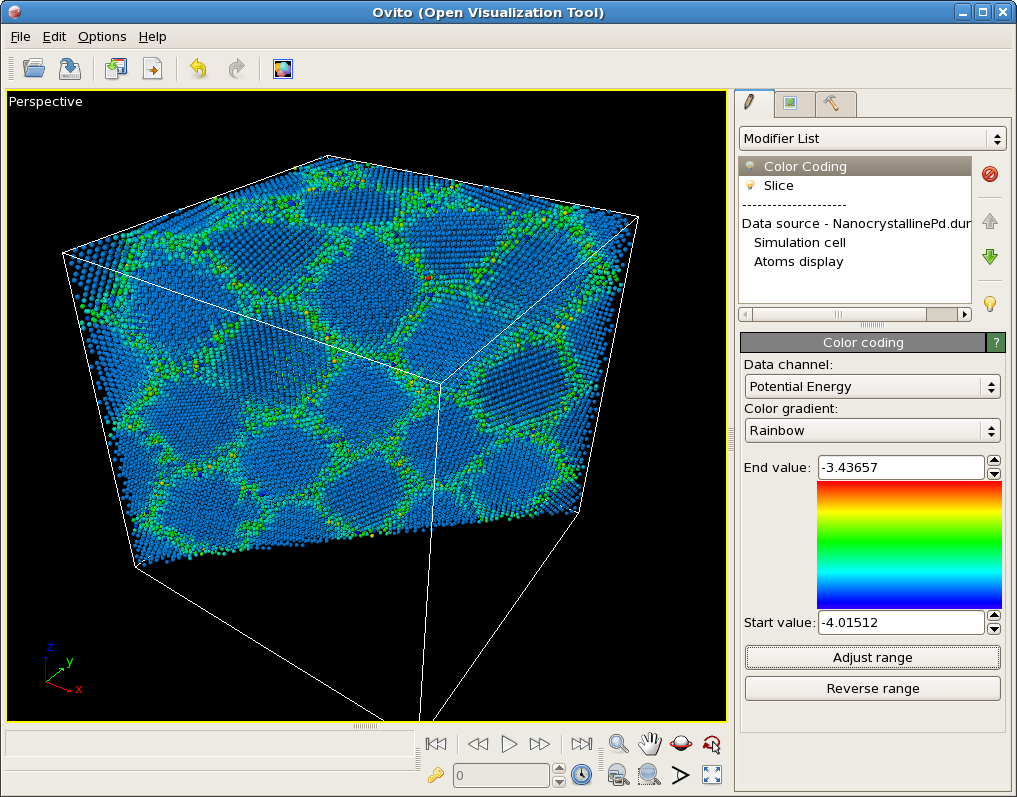 Ovito (Open Visualization Tool)
File Edit Options Help
Perspective
z
y
x
0
Modifier List
Color Coding
Slice
--------------------
Data source - NanocrystallinePd.dur
Simulation cell
Atoms display
Color coding ?
Data channel:
Potential Energy
Color gradient:
Rainbow
End value: -3.43657
Start value: -4.01512
Adjust range
Reverse range